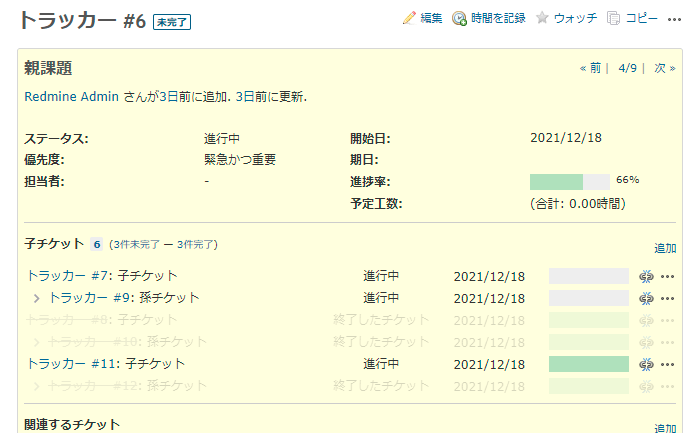 トラッカー #6 未完了 編集 時間を記録 ウォッチ コピー
親課題 « 前 | 4/9 | 次 »
Redmine Admin さんが3日前に追加. 3日前に更新.
ステータス: 進行中 開始日: 2021/12/18
優先度: 緊急かつ重要 期日:
担当者: - 進捗率: 66%
予定工数: (合計: 0.00時間)
子チケット 6 (3件未完了 — 3件完了) 追加
トラッカー #7: 子チケット 進行中 2021/12/18
トラッカー #9: 孫チケット 進行中 2021/12/18
トラッカー #8: 子チケット 終了したチケット 2021/12/18
トラッカー #10: 孫チケット 終了したチケット 2021/12/18
トラッカー #11: 子チケット 進行中 2021/12/18
トラッカー #12: 孫チケット 終了したチケット 2021/12/18
関連するチケット 追加